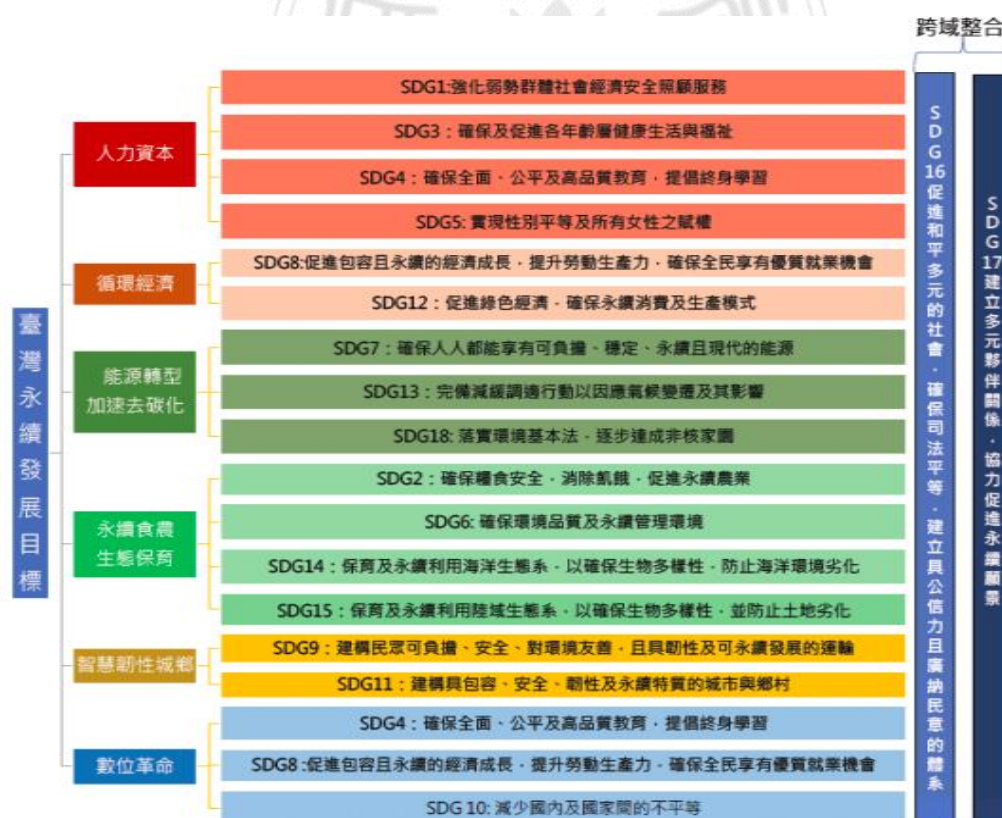 跨域整合
臺灣永續發展目標
人力資本
SDG1:強化弱勢群體社會經濟安全照顧服務
SDG3：確保及促進各年齡層健康生活與福祉
SDG4：確保全面、公平及高品質教育，提倡終身學習
SDG5: 實現性別平等及所有女性之賦權
循環經濟
SDG8:促進包容且永續的經濟成長，提升勞動生產力，確保全民享有優質就業機會
SDG12：促進綠色經濟，確保永續消費及生產模式
能源轉型
加速去碳化
SDG7：確保人人都能享有可負擔、穩定、永續且現代的能源
SDG13：完備減緩調適行動以因應氣候變遷及其影響
SDG18: 落實環境基本法，逐步達成非核家園
永續食農
生態保育
SDG2：確保糧食安全，消除飢餓，促進永續農業
SDG6: 確保環境品質及永續管理環境
SDG14：保育及永續利用海洋生態系，以確保生物多樣性，防止海洋環境劣化
SDG15：保育及永續利用陸域生態系，以確保生物多樣性，並防止土地劣化
智慧韌性城鄉
SDG9：建構民眾可負擔、安全、對環境友善，且具韌性及可永續發展的運輸
SDG11：建構具包容、安全、韌性及永續特質的城市與鄉村
數位革命
SDG4：確保全面、公平及高品質教育，提倡終身學習
SDG8:促進包容且永續的經濟成長，提升勞動生產力，確保全民享有優質就業機會
SDG 10: 減少國內及國家間的不平等
SDG16促進和平多元的社會，確保司法平等，建立具公信力且廣納民意的體系
SDG17建立多元夥伴關係，協力促進永續願景